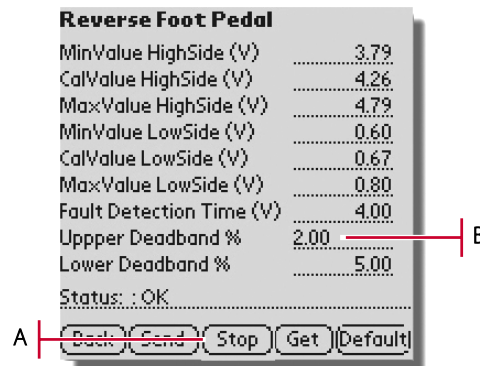 Reverse Foot Pedal
MinValue HighSide (V) 3.79
CalValue HighSide (V) 4.26
MaxValue HighSide (V) 4.79
MinValue LowSide (V) 0.60
CalValue LowSide (V) 0.67
MaxValue LowSide (V) 0.80
Fault Detection Time (V) 4.00
Uppper Deadband % 2.00 B
Lower Deadband % 5.00
Status: : OK
A Back Send Stop Get Default